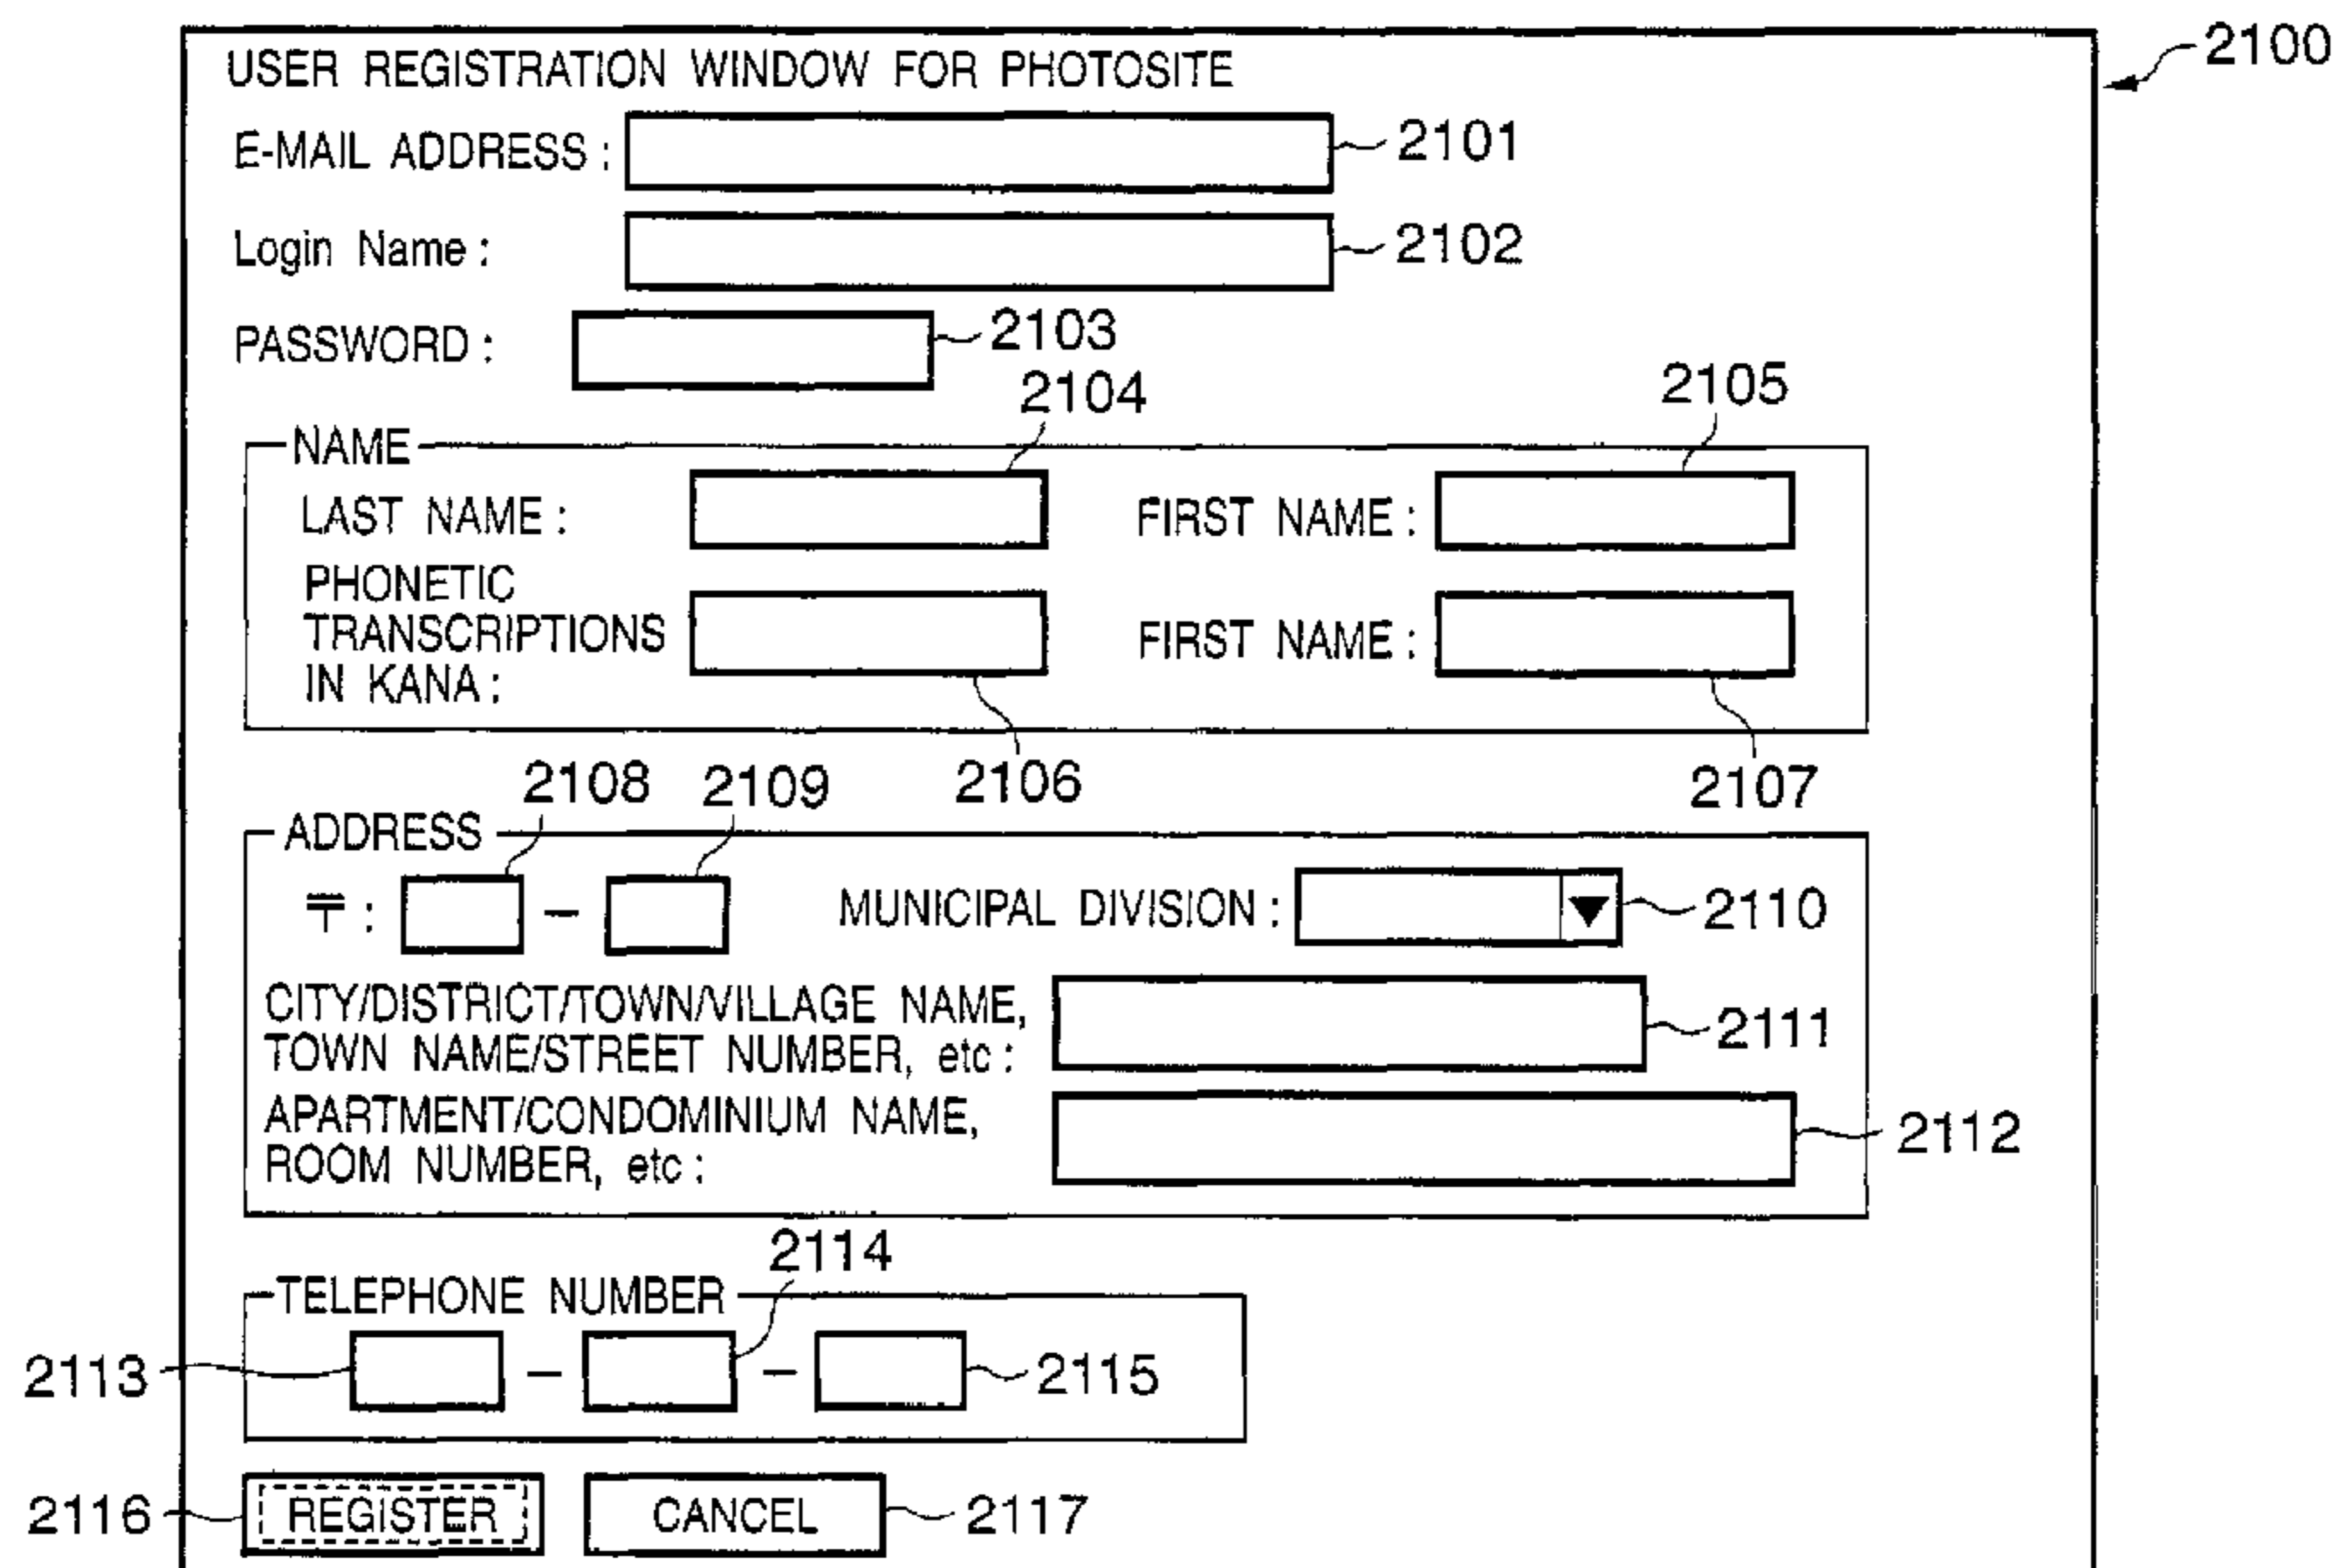 2100
USER REGISTRATION WINDOW FOR PHOTOSITE
E-MAIL ADDRESS : 2101
Login Name : 2102
PASSWORD : 2103
2104 2105
NAME
LAST NAME : FIRST NAME :
PHONETIC
TRANSCRIPTIONS FIRST NAME :
IN KANA :
2106 2107
2108 2109
ADDRESS
〒 : – MUNICIPAL DIVISION : ▼ 2110
CITY/DISTRICT/TOWN/VILLAGE NAME,
TOWN NAME/STREET NUMBER, etc : 2111
APARTMENT/CONDOMINIUM NAME,
ROOM NUMBER, etc : 2112
2114
TELEPHONE NUMBER
2113 – – 2115
2116 REGISTER CANCEL 2117